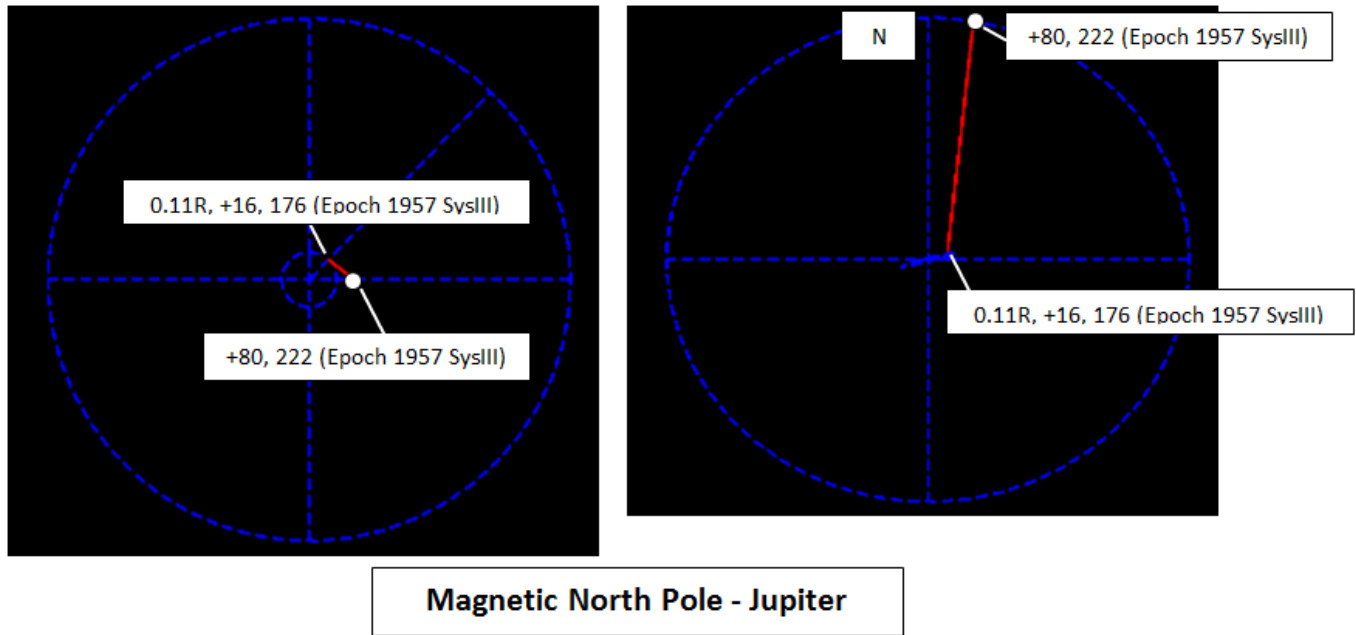 N
+80, 222 (Epoch 1957 SysIII)
0.11R, +16, 176 (Epoch 1957 SysIII)
0.11R, +16, 176 (Epoch 1957 SysIII)
+80, 222 (Epoch 1957 SysIII)
Magnetic North Pole - Jupiter